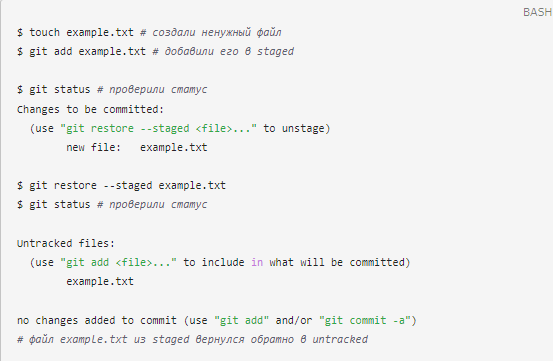 BASH
$ touch example.txt # создали ненужный файл
$ git add example.txt # добавили его в staged
$ git status # проверили статус
Changes to be committed:
(use "git restore --staged <file>..." to unstage)
new file:   example.txt
$ git restore --staged example.txt
$ git status # проверили статус
Untracked files:
(use "git add <file>..." to include in what will be committed)
example.txt
no changes added to commit (use "git add" and/or "git commit -a")
# файл example.txt из staged вернулся обратно в untracked